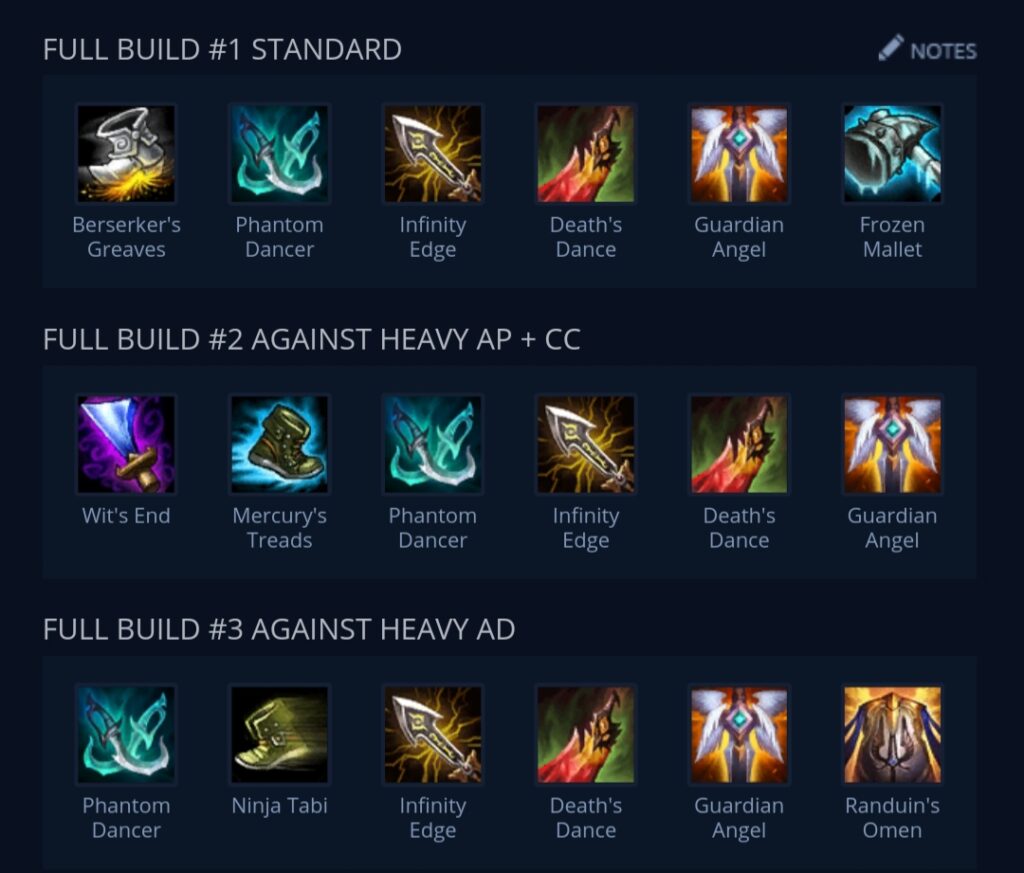 FULL BUILD #1 STANDARD
NOTES
Berserker's Greaves
Phantom Dancer
Infinity Edge
Death's Dance
Guardian Angel
Frozen Mallet
FULL BUILD #2 AGAINST HEAVY AP + CC
Wit's End
Mercury's Treads
Phantom Dancer
Infinity Edge
Death's Dance
Guardian Angel
FULL BUILD #3 AGAINST HEAVY AD
Phantom Dancer
Ninja Tabi
Infinity Edge
Death's Dance
Guardian Angel
Randuin's Omen